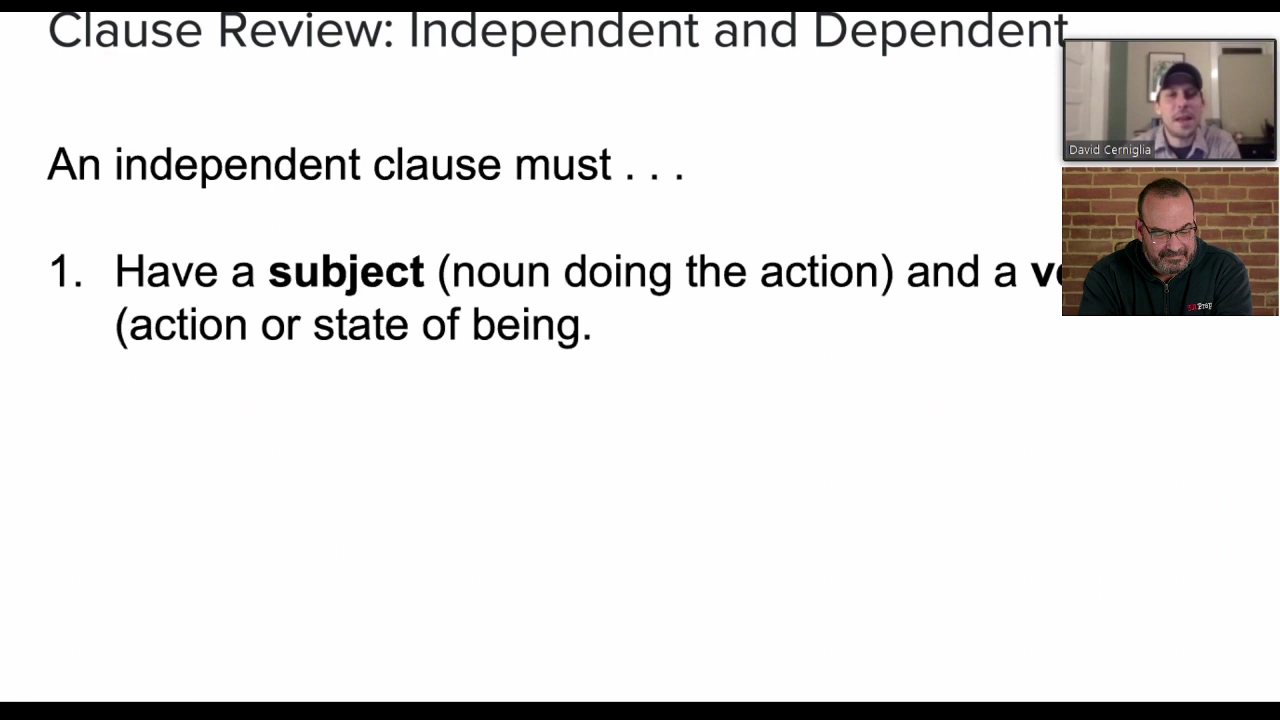 Clause Review: Independent and Dependent
David Cerniglia
An independent clause must . . .
1. Have a subject (noun doing the action) and a
(action or state of being.